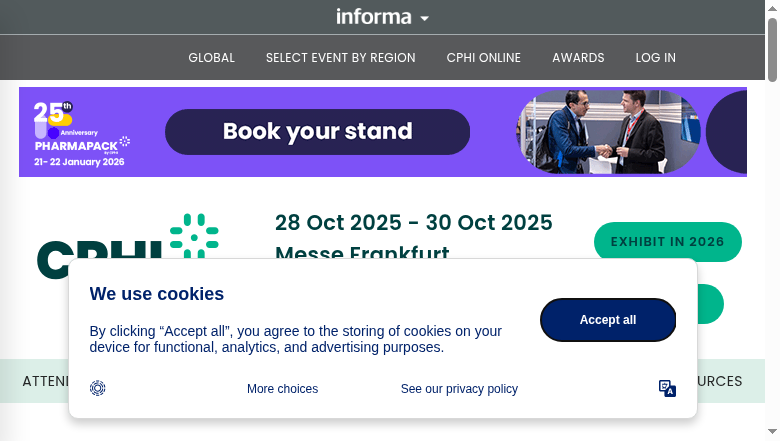 informa
GLOBAL SELECT EVENT BY REGION CPHI ONLINE AWARDS LOG IN
25th
Anniversary
PHARMAPACK
by CPHI
21- 22 January 2026
Book your stand
28 Oct 2025 - 30 Oct 2025
Messe Frankfurt
CPHI
EXHIBIT IN 2026
We use cookies
By clicking “Accept all”, you agree to the storing of cookies on your
device for functional, analytics, and advertising purposes.
Accept all
More choices See our privacy policy